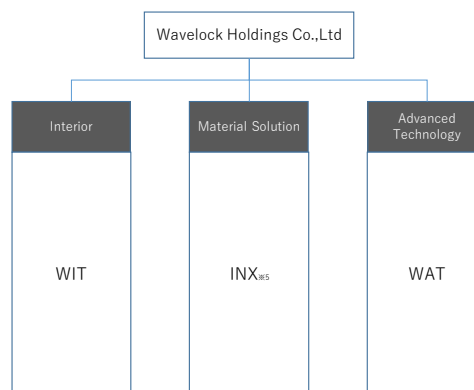 Wavelock Holdings Co.,Ltd
Interior
Material Solution
Advanced
Technology
WIT
INX※5
WAT